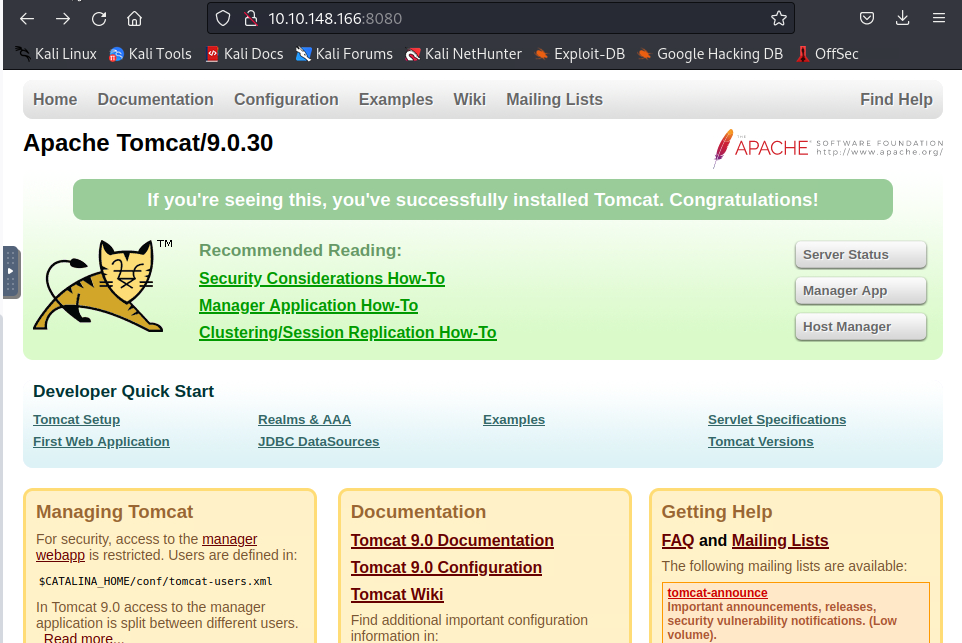 10.10.148.166:8080
Kali Linux Kali Tools Kali Docs Kali Forums Kali NetHunter Exploit-DB Google Hacking DB OffSec
Home Documentation Configuration Examples Wiki Mailing Lists Find Help
Apache Tomcat/9.0.30
THE APACHE SOFTWARE FOUNDATION
http://www.apache.org/
If you're seeing this, you've successfully installed Tomcat. Congratulations!
TM
Recommended Reading:
Security Considerations How-To
Manager Application How-To
Clustering/Session Replication How-To
Server Status
Manager App
Host Manager
Developer Quick Start
Tomcat Setup
First Web Application
Realms & AAA
JDBC DataSources
Examples
Servlet Specifications
Tomcat Versions
Managing Tomcat
For security, access to the manager
webapp is restricted. Users are defined in:
$CATALINA_HOME/conf/tomcat-users.xml
In Tomcat 9.0 access to the manager
application is split between different users.
Read more...
Documentation
Tomcat 9.0 Documentation
Tomcat 9.0 Configuration
Tomcat Wiki
Find additional important configuration
information in:
Getting Help
FAQ and Mailing Lists
The following mailing lists are available:
tomcat-announce
Important announcements, releases,
security vulnerability notifications. (Low
volume).